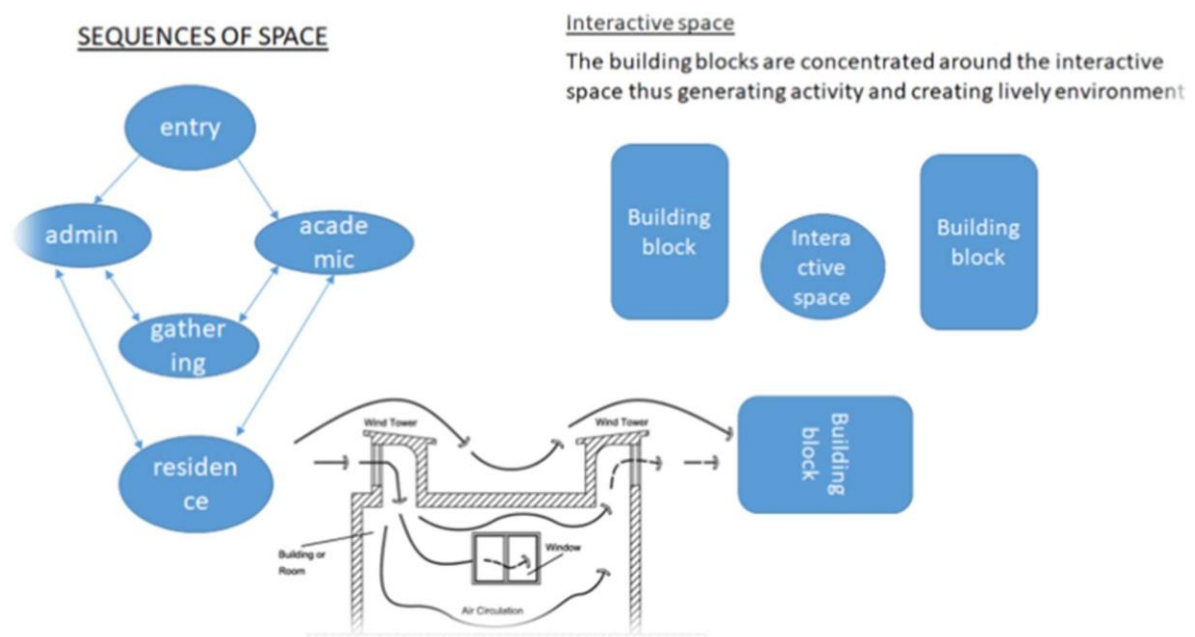 SEQUENCES OF SPACE
entry
admin
acade
mic
gather
ing
residen
ce
Interactive space
The building blocks are concentrated around the interactive
space thus generating activity and creating lively environment
Building
block
Intera
ctive
space
Building
block
Building
block
Wind Tower
Wind Tower
Building or
Room
Window
Air Circulation